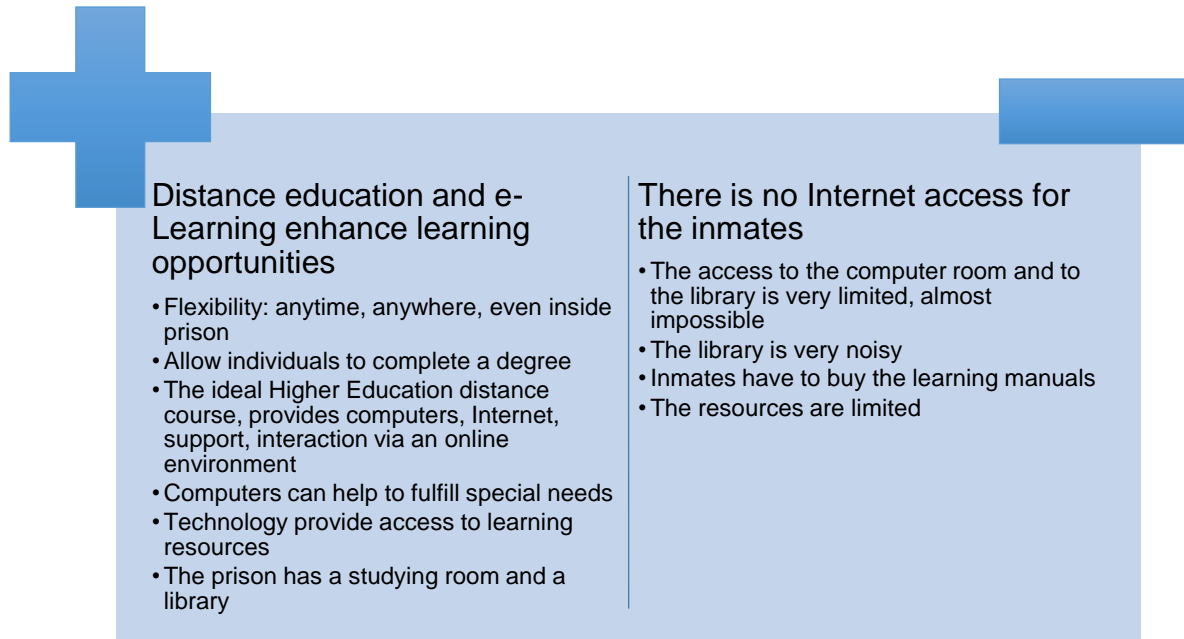 Distance education and e-
Learning enhance learning
opportunities
• Flexibility: anytime, anywhere, even inside
prison
• Allow individuals to complete a degree
• The ideal Higher Education distance
course, provides computers, Internet,
support, interaction via an online
environment
• Computers can help to fulfill special needs
• Technology provide access to learning
resources
• The prison has a studying room and a
library
There is no Internet access for
the inmates
• The access to the computer room and to
the library is very limited, almost
impossible
• The library is very noisy
• Inmates have to buy the learning manuals
• The resources are limited